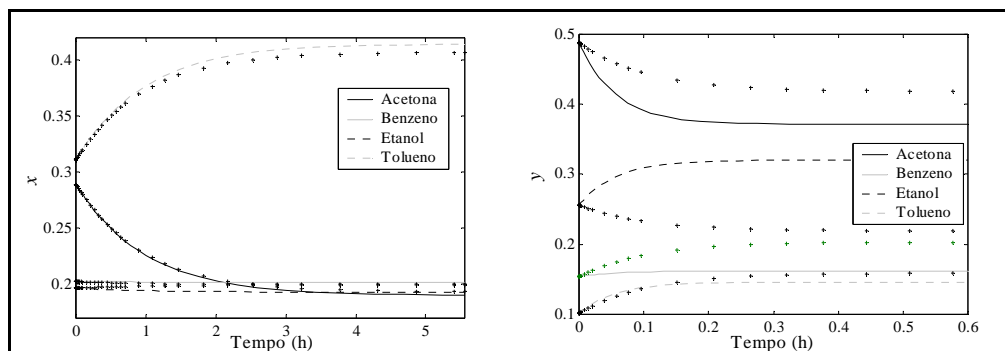 0.4
0.35
0.3
0.25
0.2
x
0 1 2 3 4 5
Tempo (h)
Acetona
Benzeno
Etanol
Tolueno
0.5
0.4
0.3
0.2
0.1
y
0 0.1 0.2 0.3 0.4 0.5 0.6
Tempo (h)
Acetona
Benzeno
Etanol
Tolueno